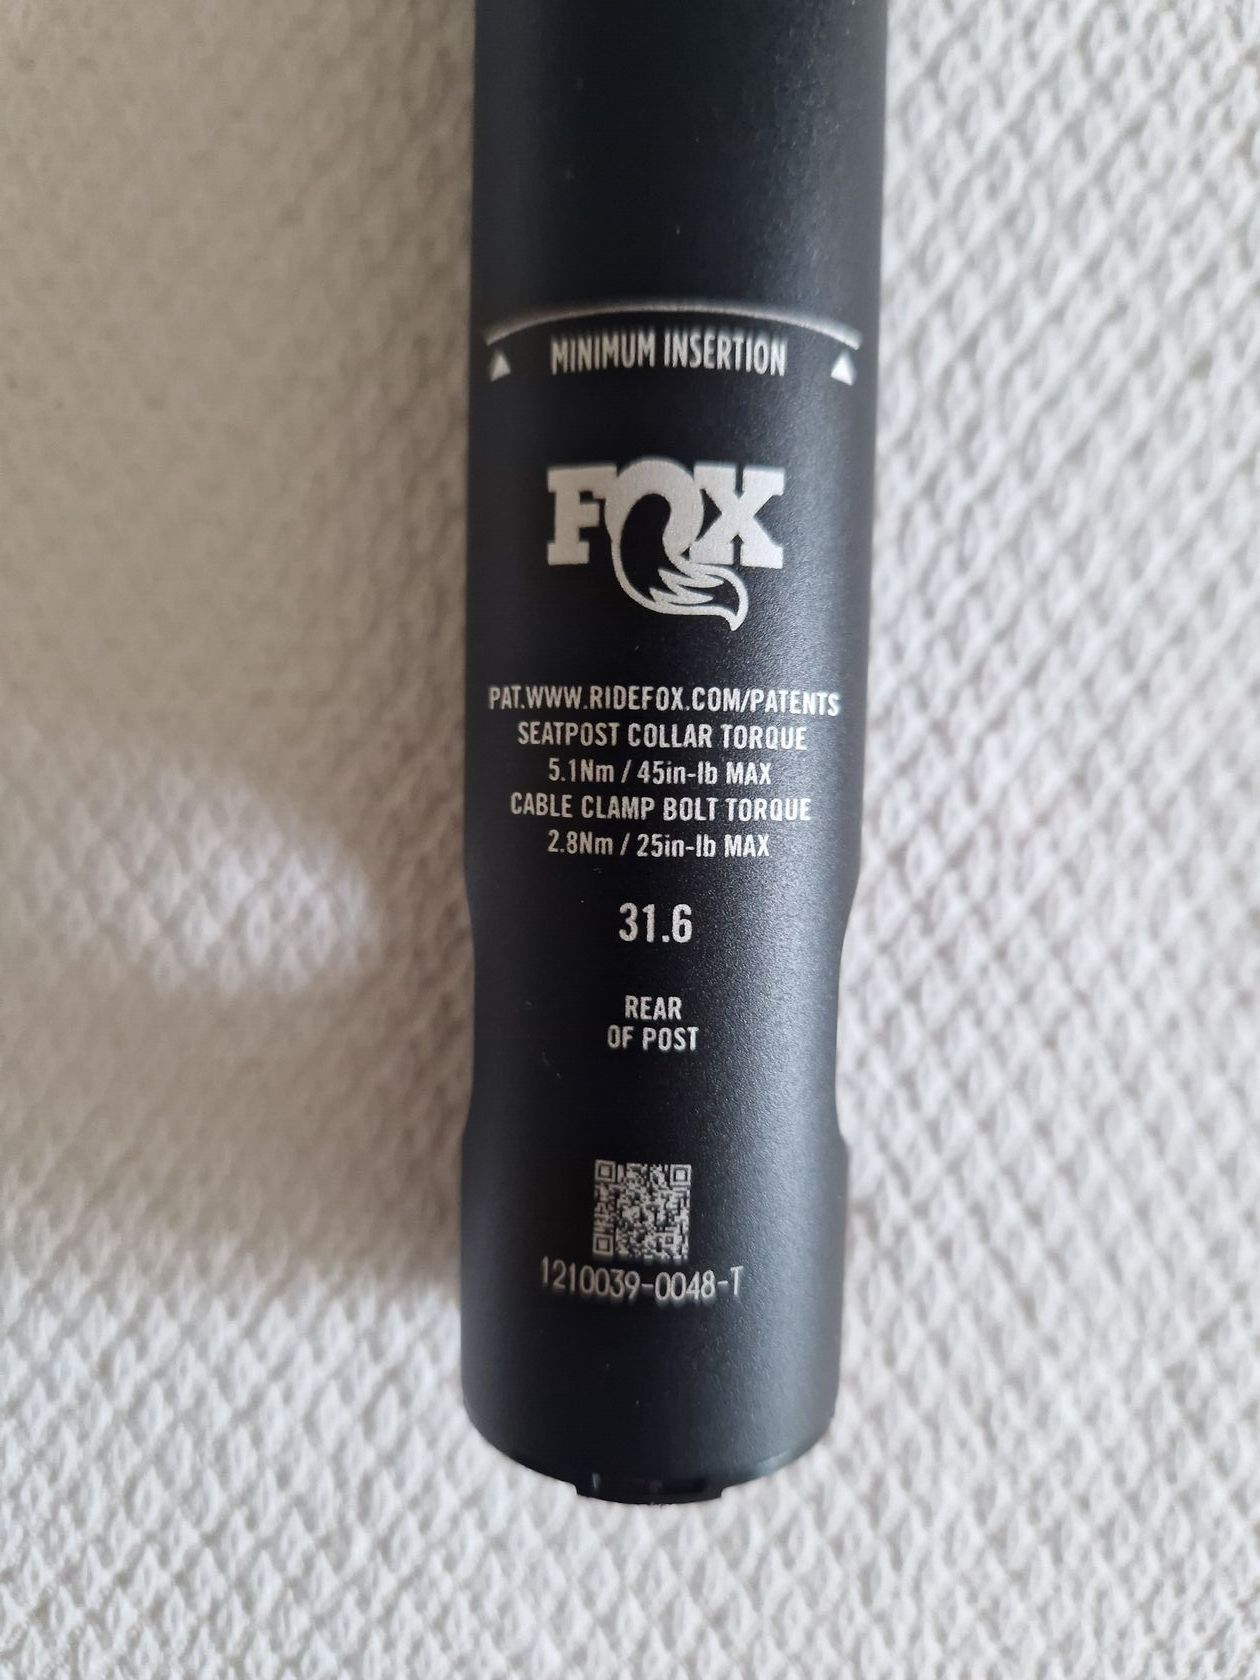 MINIMUM INSERTION
FOX
PAT.WWW.RIDEFOX.COM/PATENTS
SEATPOST COLLAR TORQUE
5.1Nm / 45in-lb MAX
CABLE CLAMP BOLT TORQUE
2.8Nm / 25in-lb MAX
31.6
REAR
OF POST
1210039-0048-T